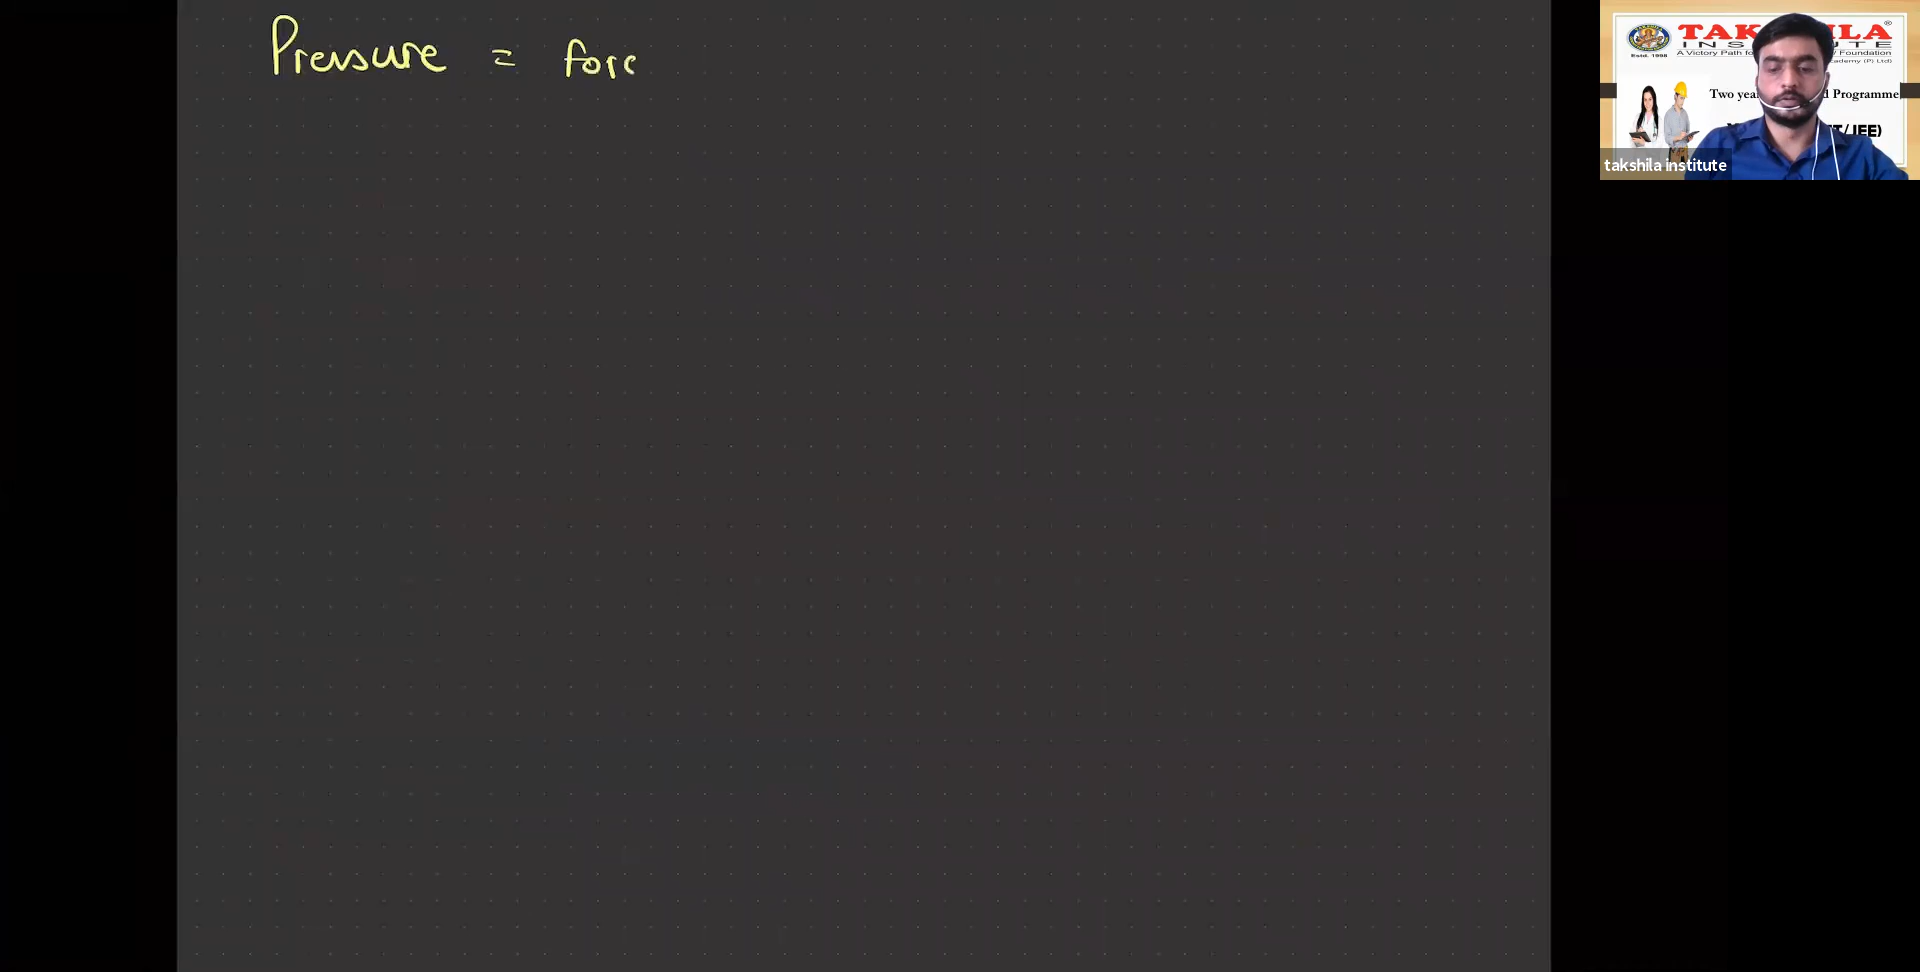 Pressure = forc
TAK LA
INS UTE
Estd. 1998
A Victory Path fo / Foundation
ademy (P) Ltd)
Two yea d Programme
T/JEE)
takshila institute